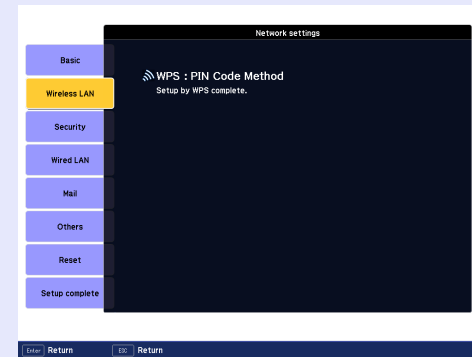 Network settings
Basic
Wireless LAN
Security
Wired LAN
Mail
Others
Reset
Setup complete
WPS : PIN Code Method
Setup by WPS complete.
Enter Return ESC Return